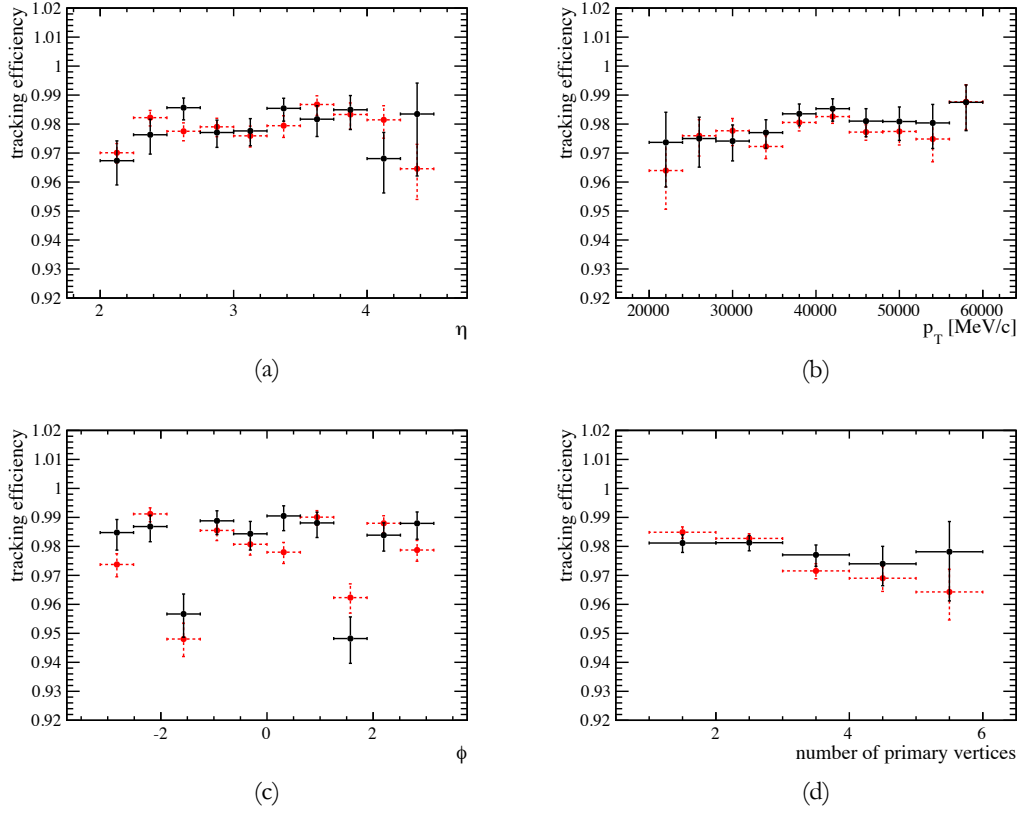 tracking efficiency
1.02
1.01
1
0.99
0.98
0.97
0.96
0.95
0.94
0.93
0.92
2 3 4
η
(a)
tracking efficiency
1.02
1.01
1
0.99
0.98
0.97
0.96
0.95
0.94
0.93
0.92
20000 30000 40000 50000 60000
p_T [MeV/c]
(b)
tracking efficiency
1.02
1.01
1
0.99
0.98
0.97
0.96
0.95
0.94
0.93
0.92
-2 0 2
ϕ
(c)
tracking efficiency
1.02
1.01
1
0.99
0.98
0.97
0.96
0.95
0.94
0.93
0.92
2 4 6
number of primary vertices
(d)